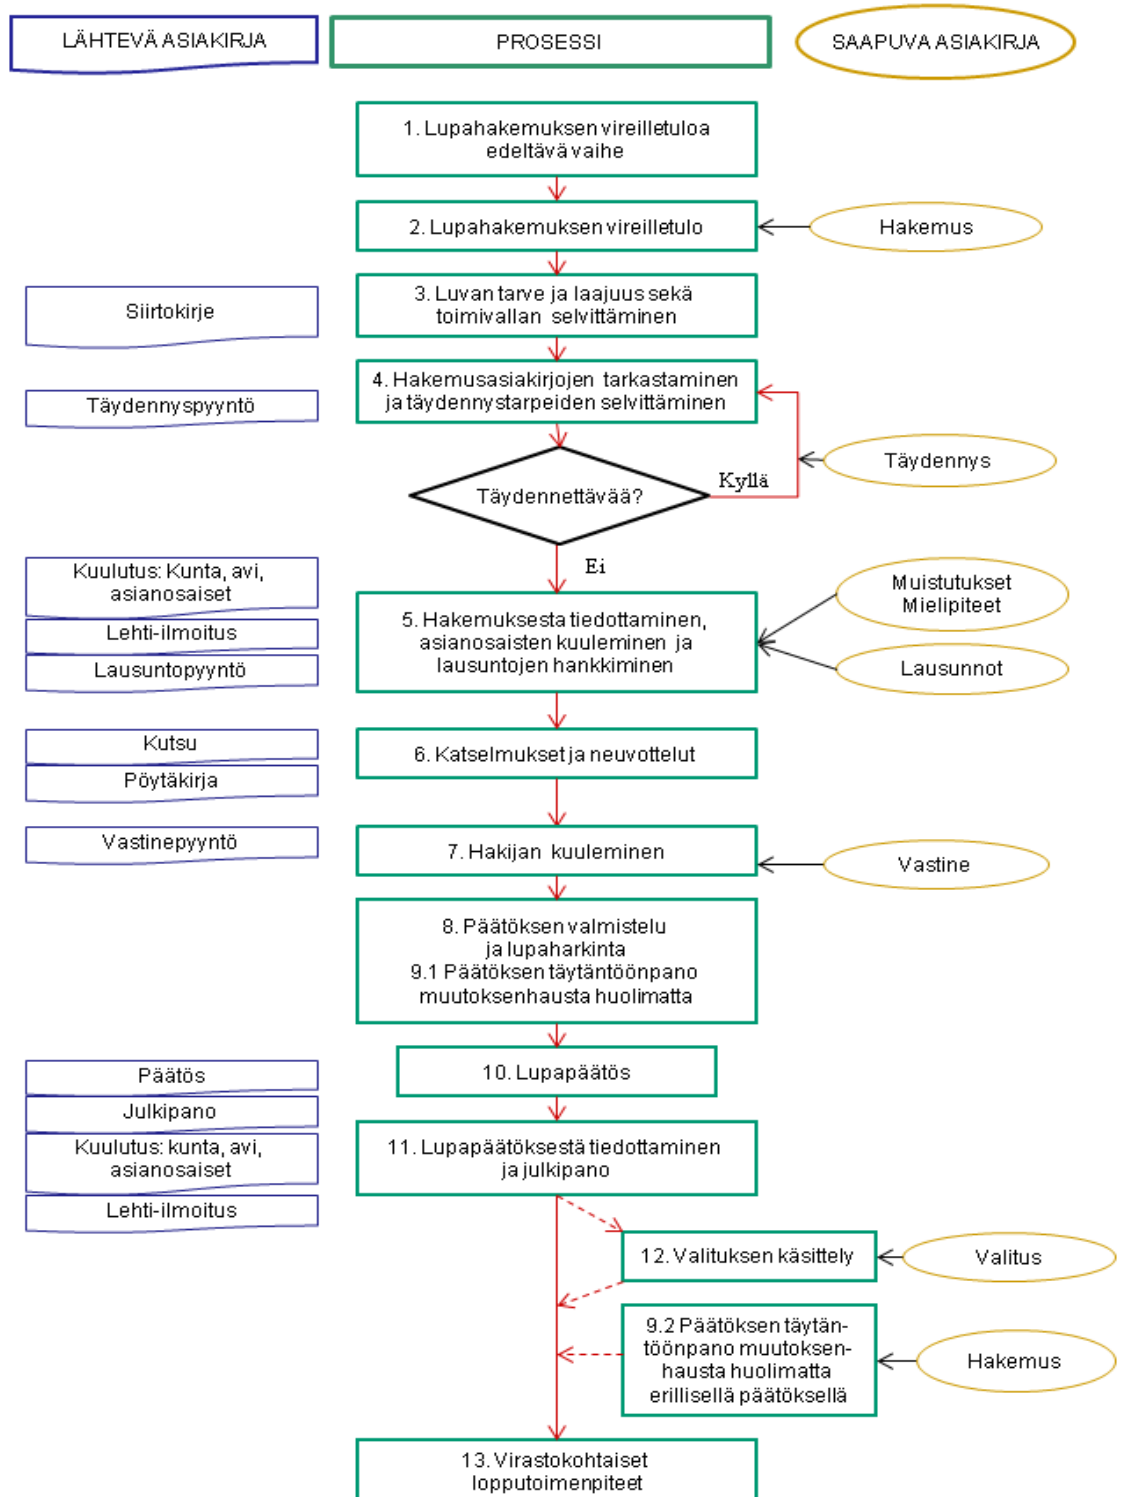 LÄHTEVÄ ASIAKIRJA
PROSESSI
SAAPUVA ASIAKIRJA
1. Lupahakemuksen vireilletuloa
edeltävä vaihe
2. Lupahakemuksen vireilletulo
Hakemus
Siirtokirje
3. Luvan tarve ja laajuus sekä
toimivallan selvittäminen
Täydennyspyyntö
4. Hakemusasiakirjojen tarkastaminen
ja täydennystarpeiden selvittäminen
Täydennys
Täydennettävää?
Kyllä
Ei
Kuulutus: Kunta, avi,
asianosaiset
Lehti-ilmoitus
Lausuntopyyntö
5. Hakemuksesta tiedottaminen,
asianosaisten kuuleminen ja
lausuntojen hankkiminen
Muistutukset
Mielipiteet
Lausunnot
Kutsu
Pöytäkirja
6. Katselmukset ja neuvottelut
Vastinepyyntö
7. Hakijan kuuleminen
Vastine
8. Päätöksen valmistelu
ja lupaharkinta
9.1 Päätöksen täytäntöönpano
muutoksenhausta huolimatta
Päätös
10. Lupapäätös
Julkipano
Kuulutus: kunta, avi,
asianosaiset
Lehti-ilmoitus
11. Lupapäätöksestä tiedottaminen
ja julkipano
12. Valituksen käsittely
Valitus
9.2 Päätöksen täytän-
töönpano muutoksen-
hausta huolimatta
erillisellä päätöksellä
Hakemus
13. Virastokohtaiset
lopputoimenpiteet